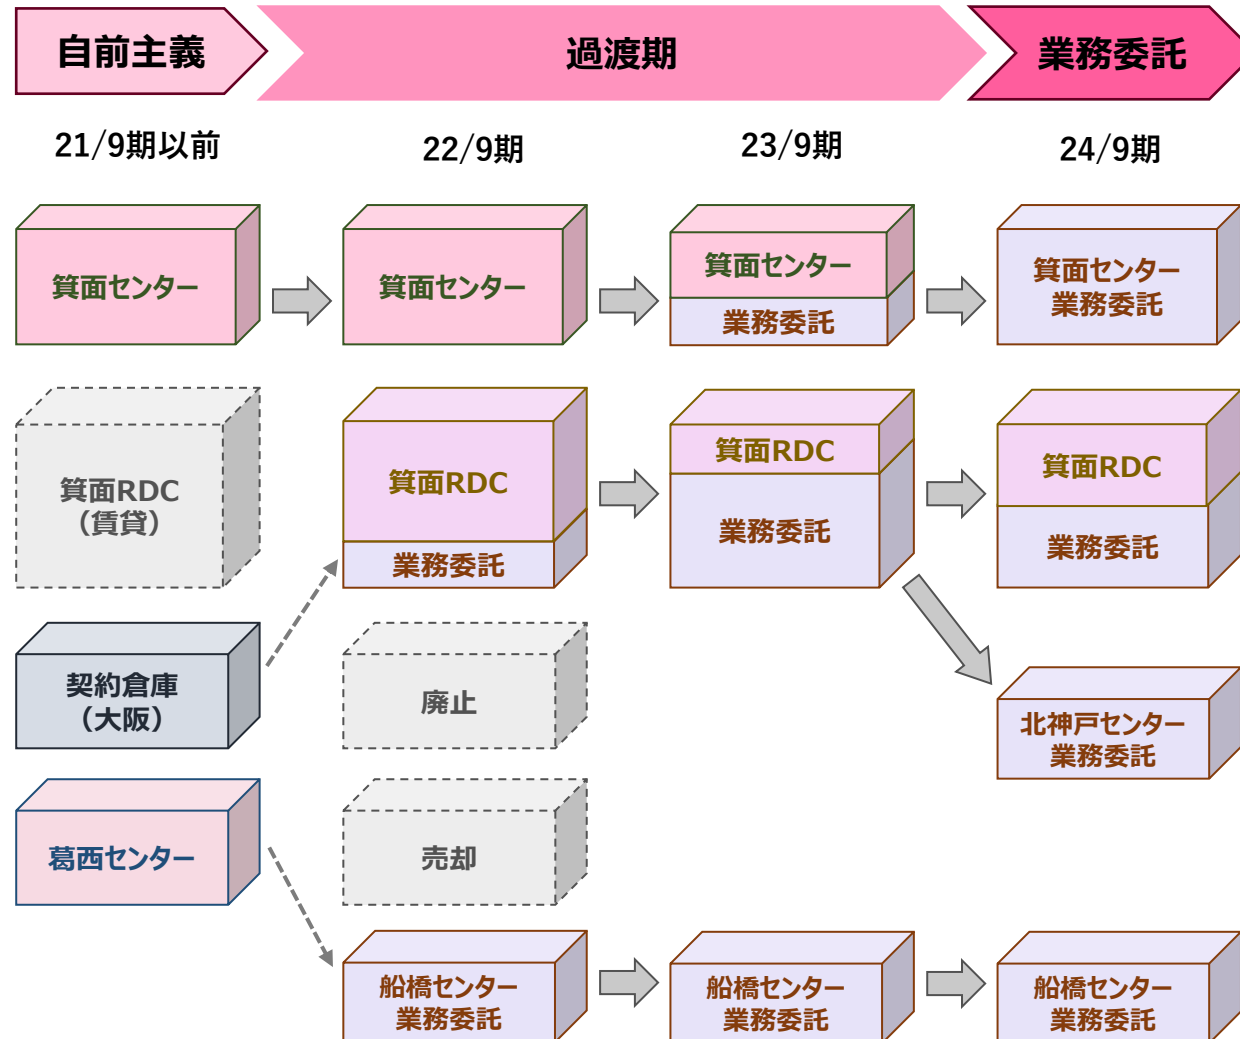 自前主義
過渡期
業務委託
21/9期以前
22/9期
23/9期
24/9期
箕面センター
箕面センター
箕面センター
業務委託
箕面センター
業務委託
箕面RDC
（賃貸）
箕面RDC
業務委託
箕面RDC
業務委託
箕面RDC
業務委託
契約倉庫
（大阪）
廃止
北神戸センター
業務委託
葛西センター
売却
船橋センター
業務委託
船橋センター
業務委託
船橋センター
業務委託